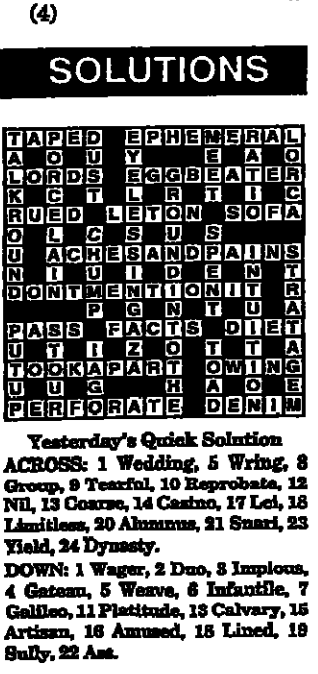 (4)
SOLUTIONS
TAPED EPHEMERAL
A O U Y E A O
LORDS EGGBEATER
K C T L R T I C
RUED LETON SOFA
O L C S U S
U ACHESANDPAINS
N I U I D E N T
DONTMENTIONIT R
P G N T U A
PASS FACTS DIET
U T I Z O T T A
TOOKAPART OWING
U U G H A O E
PERFORATE DENIM
Yesterday's Quick Solution
ACROSS: 1 Wedding, 5 Wring, 8
Group, 9 Tearful, 10 Reprobate, 12
Nil, 13 Coarse, 14 Casino, 17 Lei, 18
Limitless, 20 Alumnus, 21 Snarl, 23
Yield, 24 Dynasty.
DOWN: 1 Wager, 2 Duo, 3 Impious,
4 Gateau, 5 Weave, 6 Infantile, 7
Galileo, 11 Platitude, 13 Calvary, 15
Artisan, 16 Amused, 18 Lined, 19
Sully, 22 Ass.